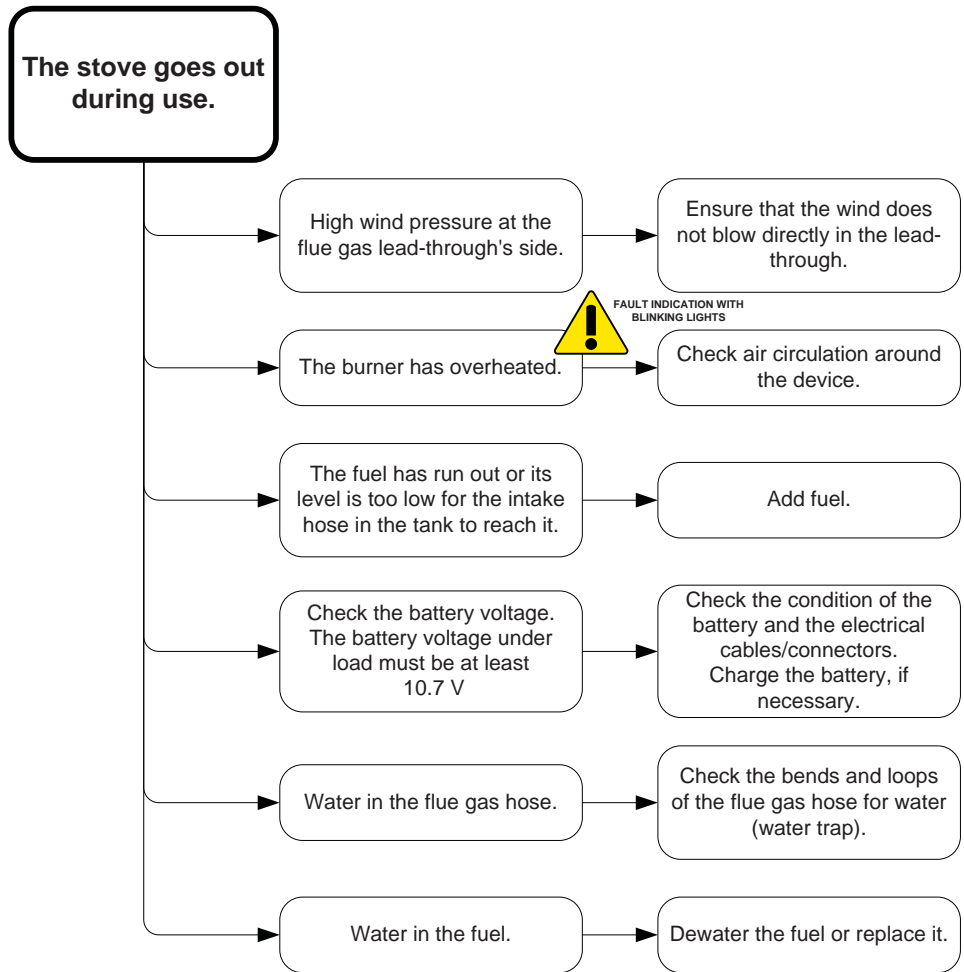 The stove goes out
during use.
High wind pressure at the
flue gas lead-through's side.
Ensure that the wind does
not blow directly in the lead-
through.
FAULT INDICATION WITH
BLINKING LIGHTS
The burner has overheated.
Check air circulation around
the device.
The fuel has run out or its
level is too low for the intake
hose in the tank to reach it.
Add fuel.
Check the battery voltage.
The battery voltage under
load must be at least
10.7 V
Check the condition of the
battery and the electrical
cables/connectors.
Charge the battery, if
necessary.
Water in the flue gas hose.
Check the bends and loops
of the flue gas hose for water
(water trap).
Water in the fuel.
Dewater the fuel or replace it.